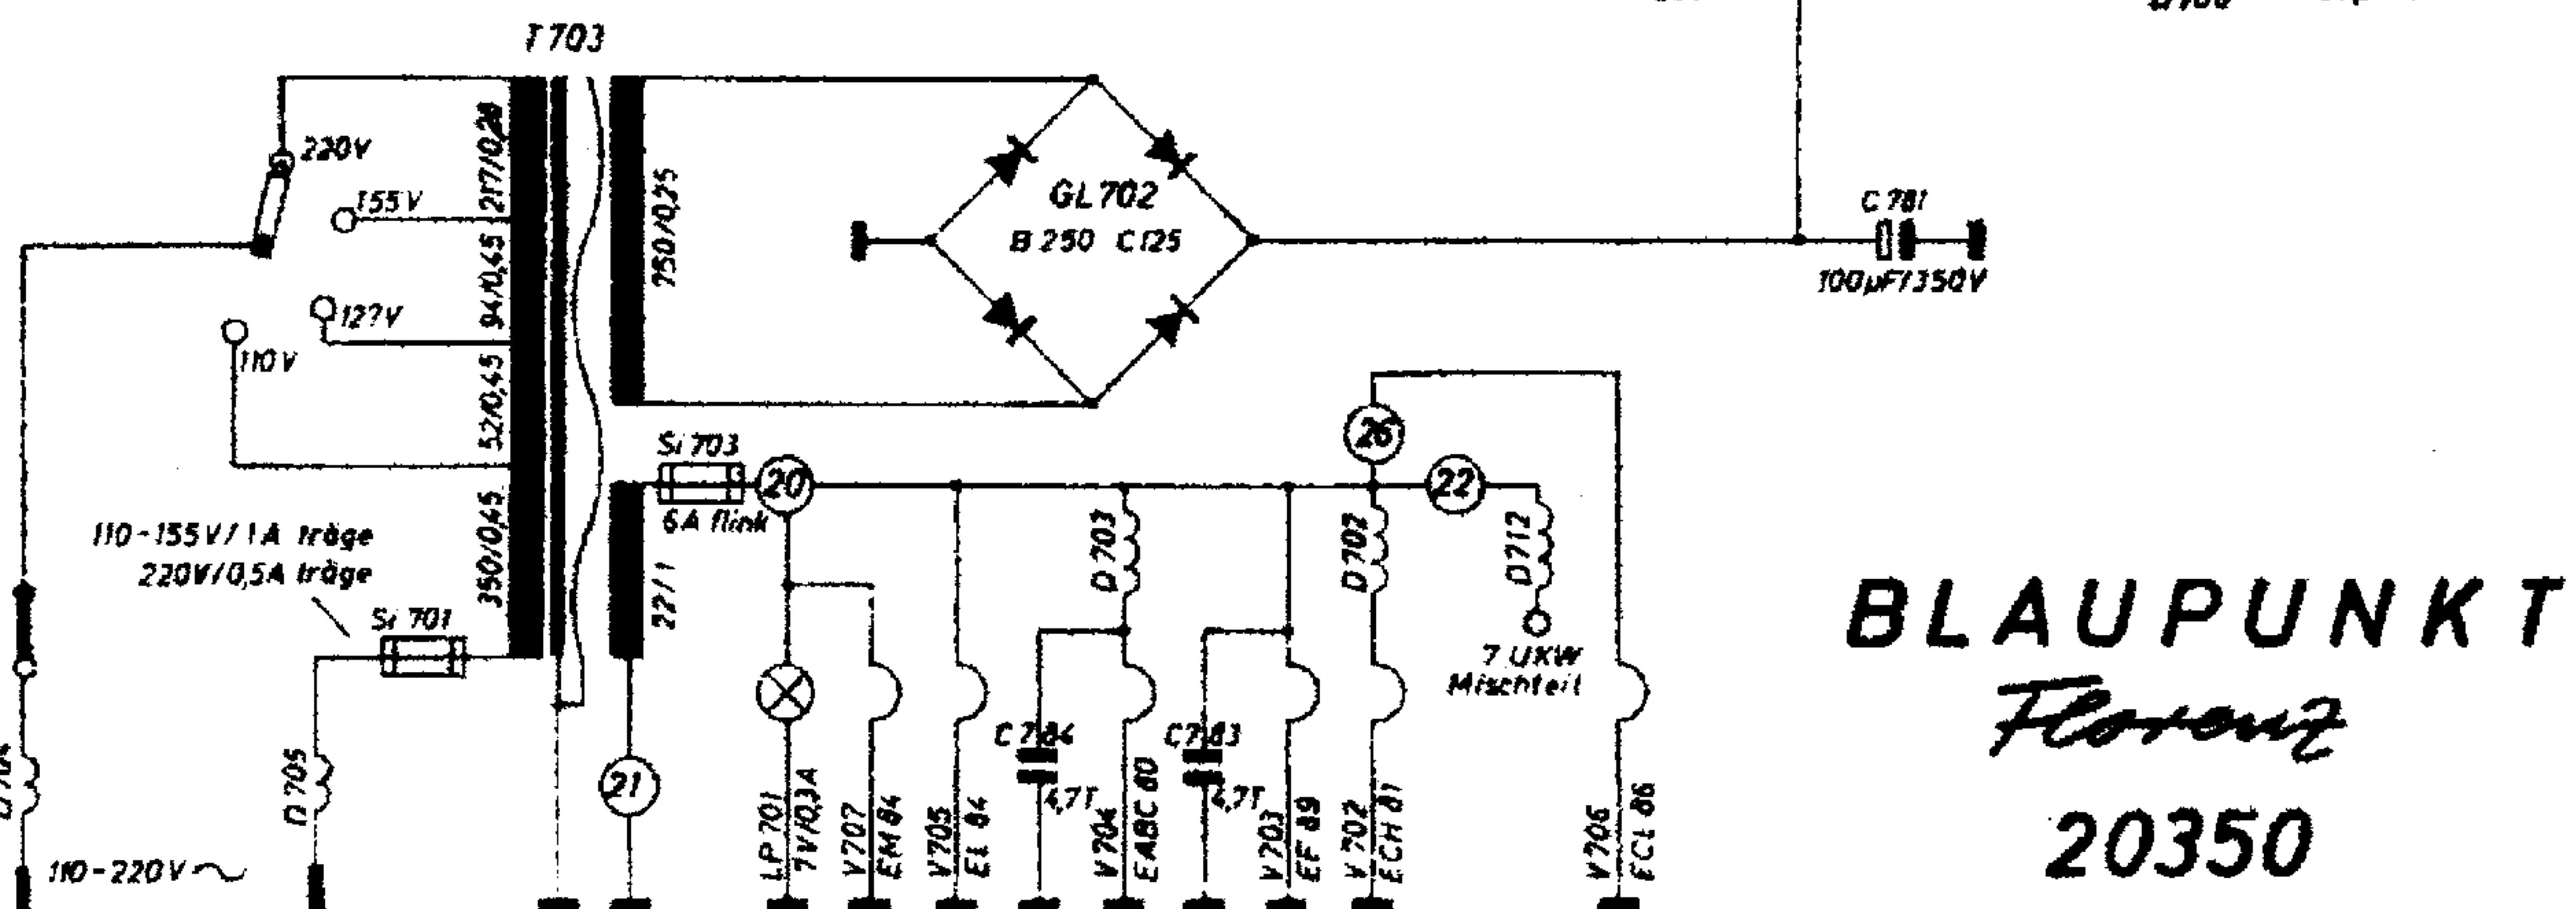 T 703
220V
155V
127V
110V
217/0,28
94/0,45
52/0,45
350/0,45
750/0,25
22/1
GL 702
B 250 C 125
C 781
100µF/350V
Si 703
6A flink
20
26
22
21
110-155V/1A träge
220V/0,5A träge
Si 701
D 705
110-220V
D 703
D 702
D 712
7 UKW
Mischteil
C 784
4,7T
C 783
4,7T
LP 701
7V/0,3A
V 707
EM 84
V 705
EL 84
V 704
EABC 80
V 703
EF 89
V 702
ECH 81
V 706
ECL 86
BLAUPUNKT
Florenz
20350